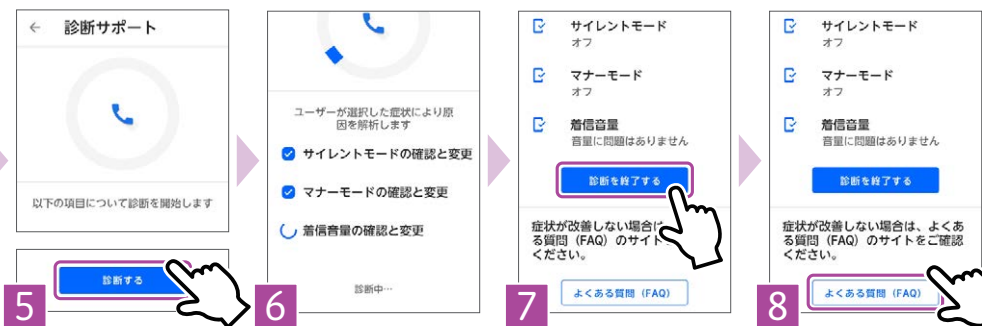 ← 診断サポート
以下の項目について診断を開始します
診断する
5
ユーザーが選択した症状により原
因を解析します
サイレントモードの確認と変更
マナーモードの確認と変更
着信音量の確認と変更
診断中…
6
サイレントモード
オフ
マナーモード
オフ
着信音量
音量に問題はありません
診断を終了する
症状が改善しない場合は
る質問（FAQ）のサイト
ください。
よくある質問（FAQ）
7
サイレントモード
オフ
マナーモード
オフ
着信音量
音量に問題はありません
診断を終了する
症状が改善しない場合は、よくあ
る質問（FAQ）のサイトをご確認
ください。
よくある質問（FAQ）
8